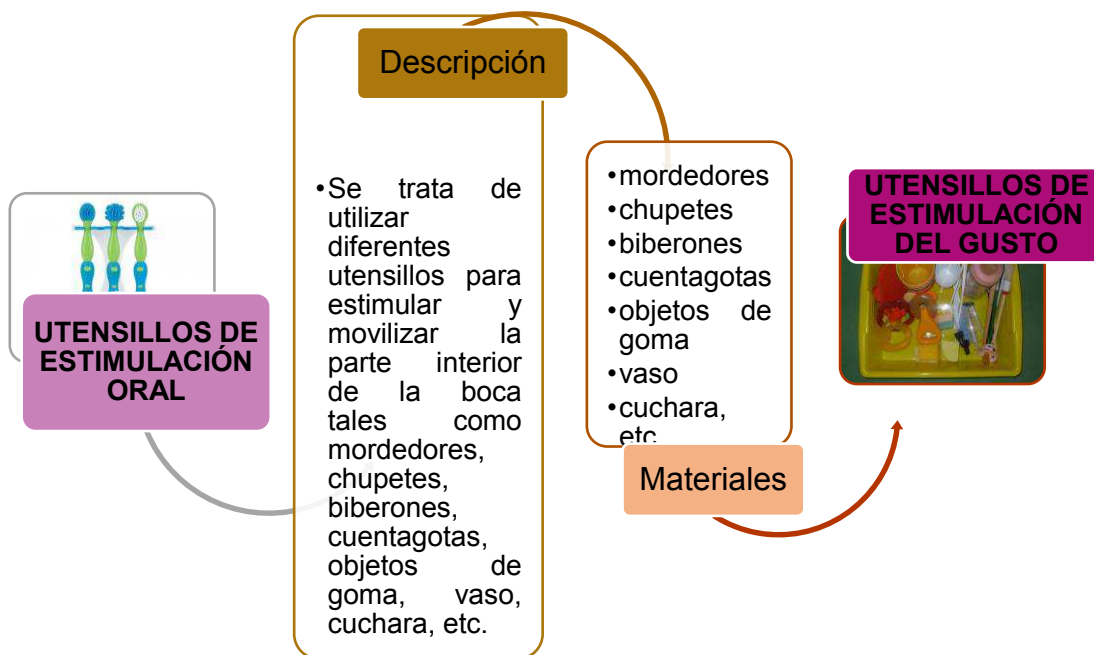 UTENSILLOS DE
ESTIMULACIÓN
ORAL
Descripción
•Se trata de
utilizar
diferentes
utensillos para
estimular y
movilizar la
parte interior
de la boca
tales como
mordedores,
chupetes,
biberones,
cuentagotas,
objetos de
goma, vaso,
cuchara, etc.
•mordedores
•chupetes
•biberones
•cuentagotas
•objetos de
goma
•vaso
•cuchara,
etc
Materiales
UTENSILLOS DE
ESTIMULACIÓN
DEL GUSTO